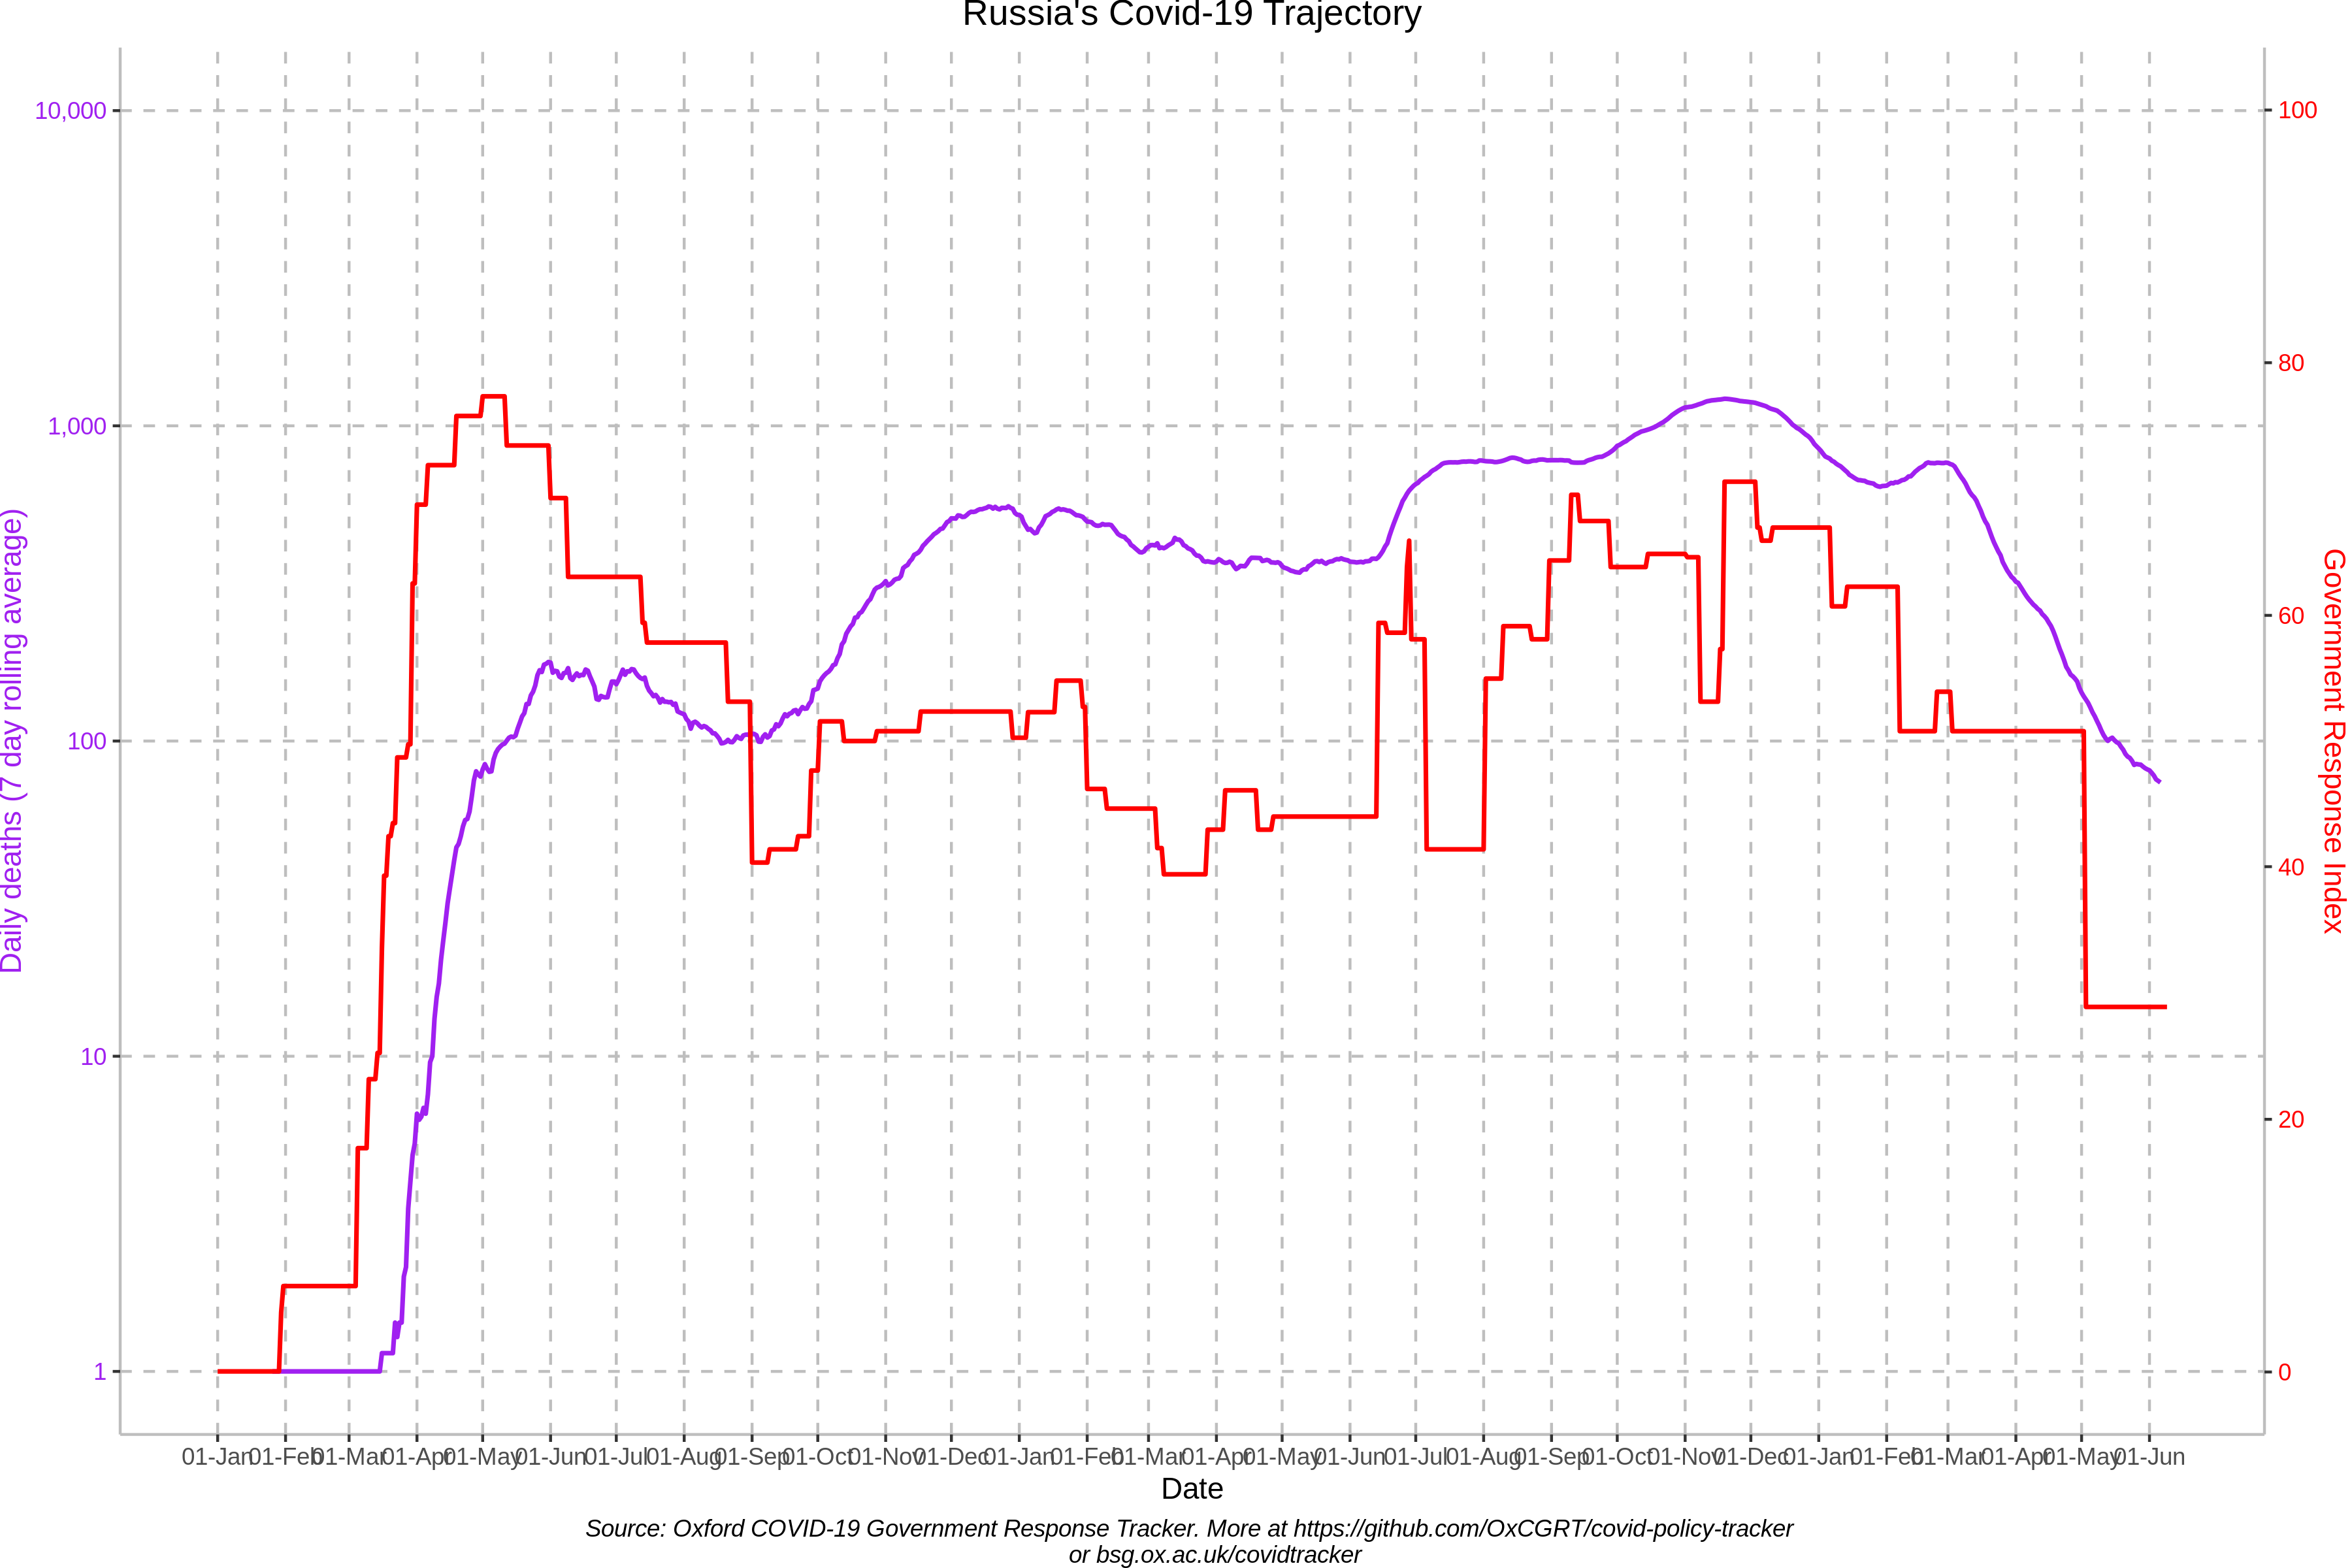 Russia's Covid-19 Trajectory
10,000
1,000
100
10
1
Daily deaths (7 day rolling average)
100
80
60
40
20
0
Government Response Index
01-Jan 01-Feb 01-Mar 01-Apr 01-May 01-Jun 01-Jul 01-Aug 01-Sep 01-Oct 01-Nov 01-Dec 01-Jan 01-Feb 01-Mar 01-Apr 01-May 01-Jun 01-Jul 01-Aug 01-Sep 01-Oct 01-Nov 01-Dec 01-Jan 01-Feb 01-Mar 01-Apr 01-May 01-Jun
Date
Source: Oxford COVID-19 Government Response Tracker. More at https://github.com/OxCGRT/covid-policy-tracker
or bsg.ox.ac.uk/covidtracker